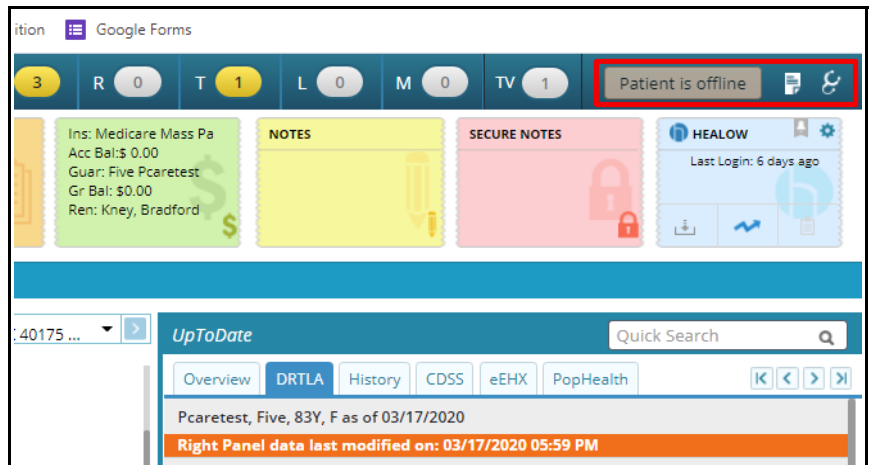 ition Google Forms
3 R 0 T 1 L 0 M 0 TV 1 Patient is offline
Ins: Medicare Mass Pa
Acc Bal:$ 0.00
Guar: Five Pcaretest
Gr Bal: $0.00
Ren: Kney, Bradford
NOTES
SECURE NOTES
HEALOW
Last Login: 6 days ago
40175 ...
UpToDate
Quick Search
Overview DRTLA History CDSS eEHX PopHealth
Pcaretest, Five, 83Y, F as of 03/17/2020
Right Panel data last modified on: 03/17/2020 05:59 PM